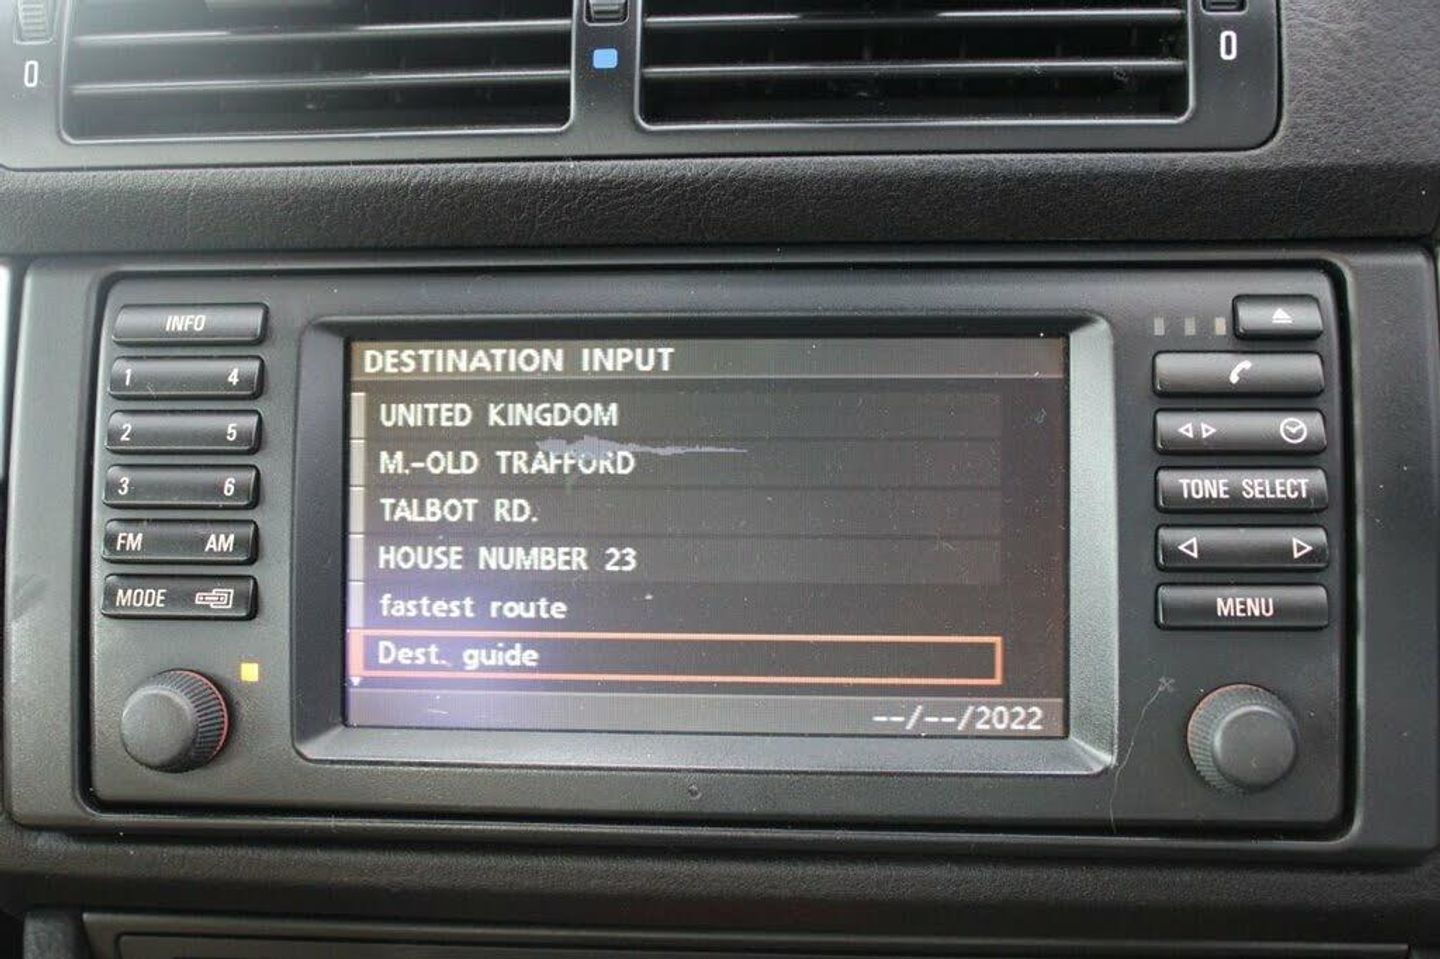 0
0
INFO
1 4
2 5
3 6
FM AM
MODE
DESTINATION INPUT
UNITED KINGDOM
M.-OLD TRAFFORD
TALBOT RD.
HOUSE NUMBER 23
fastest route
Dest. guide
--/--/2022
TONE SELECT
MENU